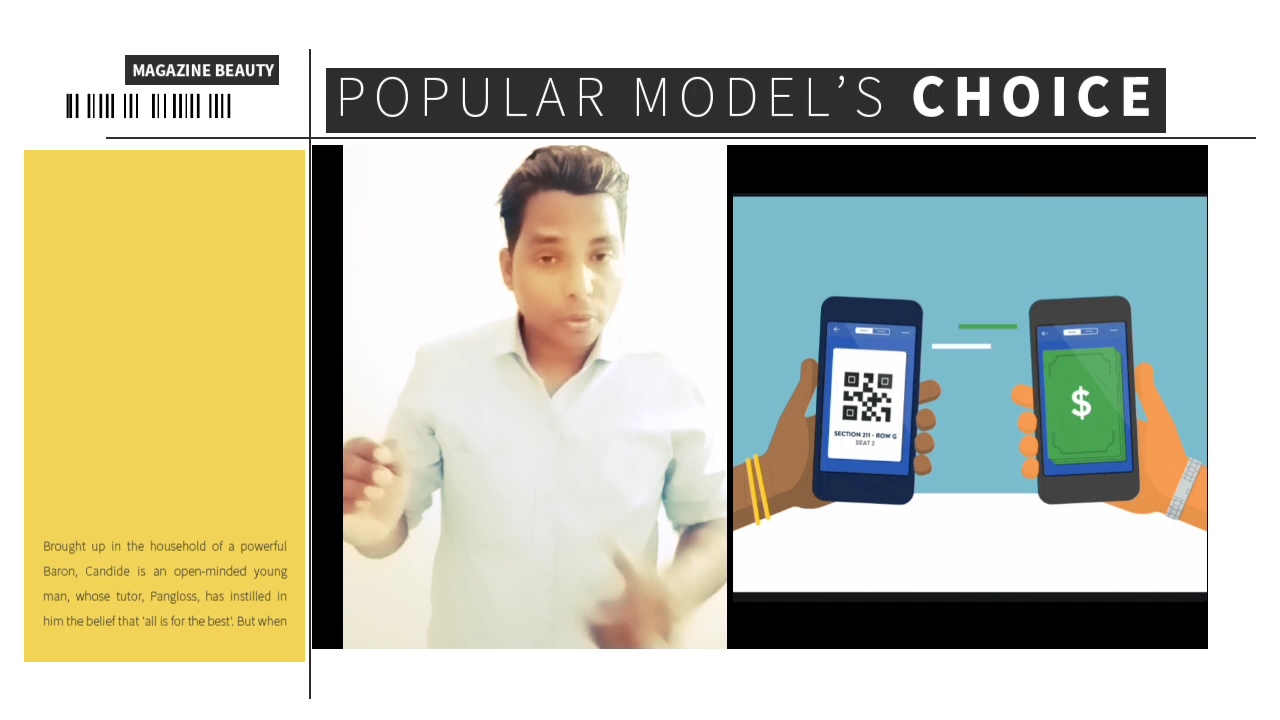 MAGAZINE BEAUTY
POPULAR MODEL’S CHOICE
SECTION 211 - ROW G
SEAT 3
$
Brought up in the household of a powerful
Baron, Candide is an open-minded young
man, whose tutor, Pangloss, has instilled in
him the belief that 'all is for the best'. But when